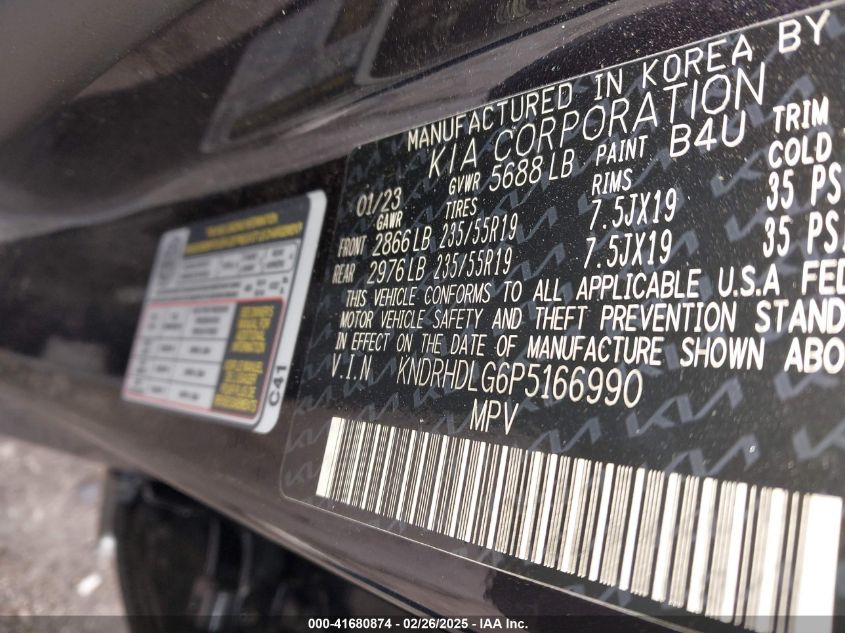 MANUFACTURED IN KOREA BY
KIA CORPORATION
01/23 GVWR 5688 LB PAINT B4U TRIM
GAWR TIRES RIMS COLD
FRONT 2866 LB 235/55R19 7.5JX19 35 PS
REAR 2976 LB 235/55R19 7.5JX19 35 PS
THIS VEHICLE CONFORMS TO ALL APPLICABLE U.S.A FED
MOTOR VEHICLE SAFETY AND THEFT PREVENTION STAND
IN EFFECT ON THE DATE OF MANUFACTURE SHOWN ABO
V.I.N KNDRHDLG6P5166990
MPV
C41
000-41680874 - 02/26/2025 - IAA Inc.